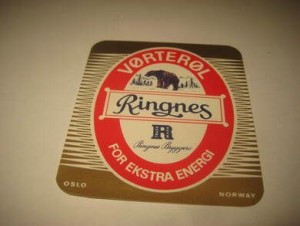 VØRTERØL
Ringnes
R
Ringnes Bryggeri
FOR EKSTRA ENERGI
OSLO
NORWAY